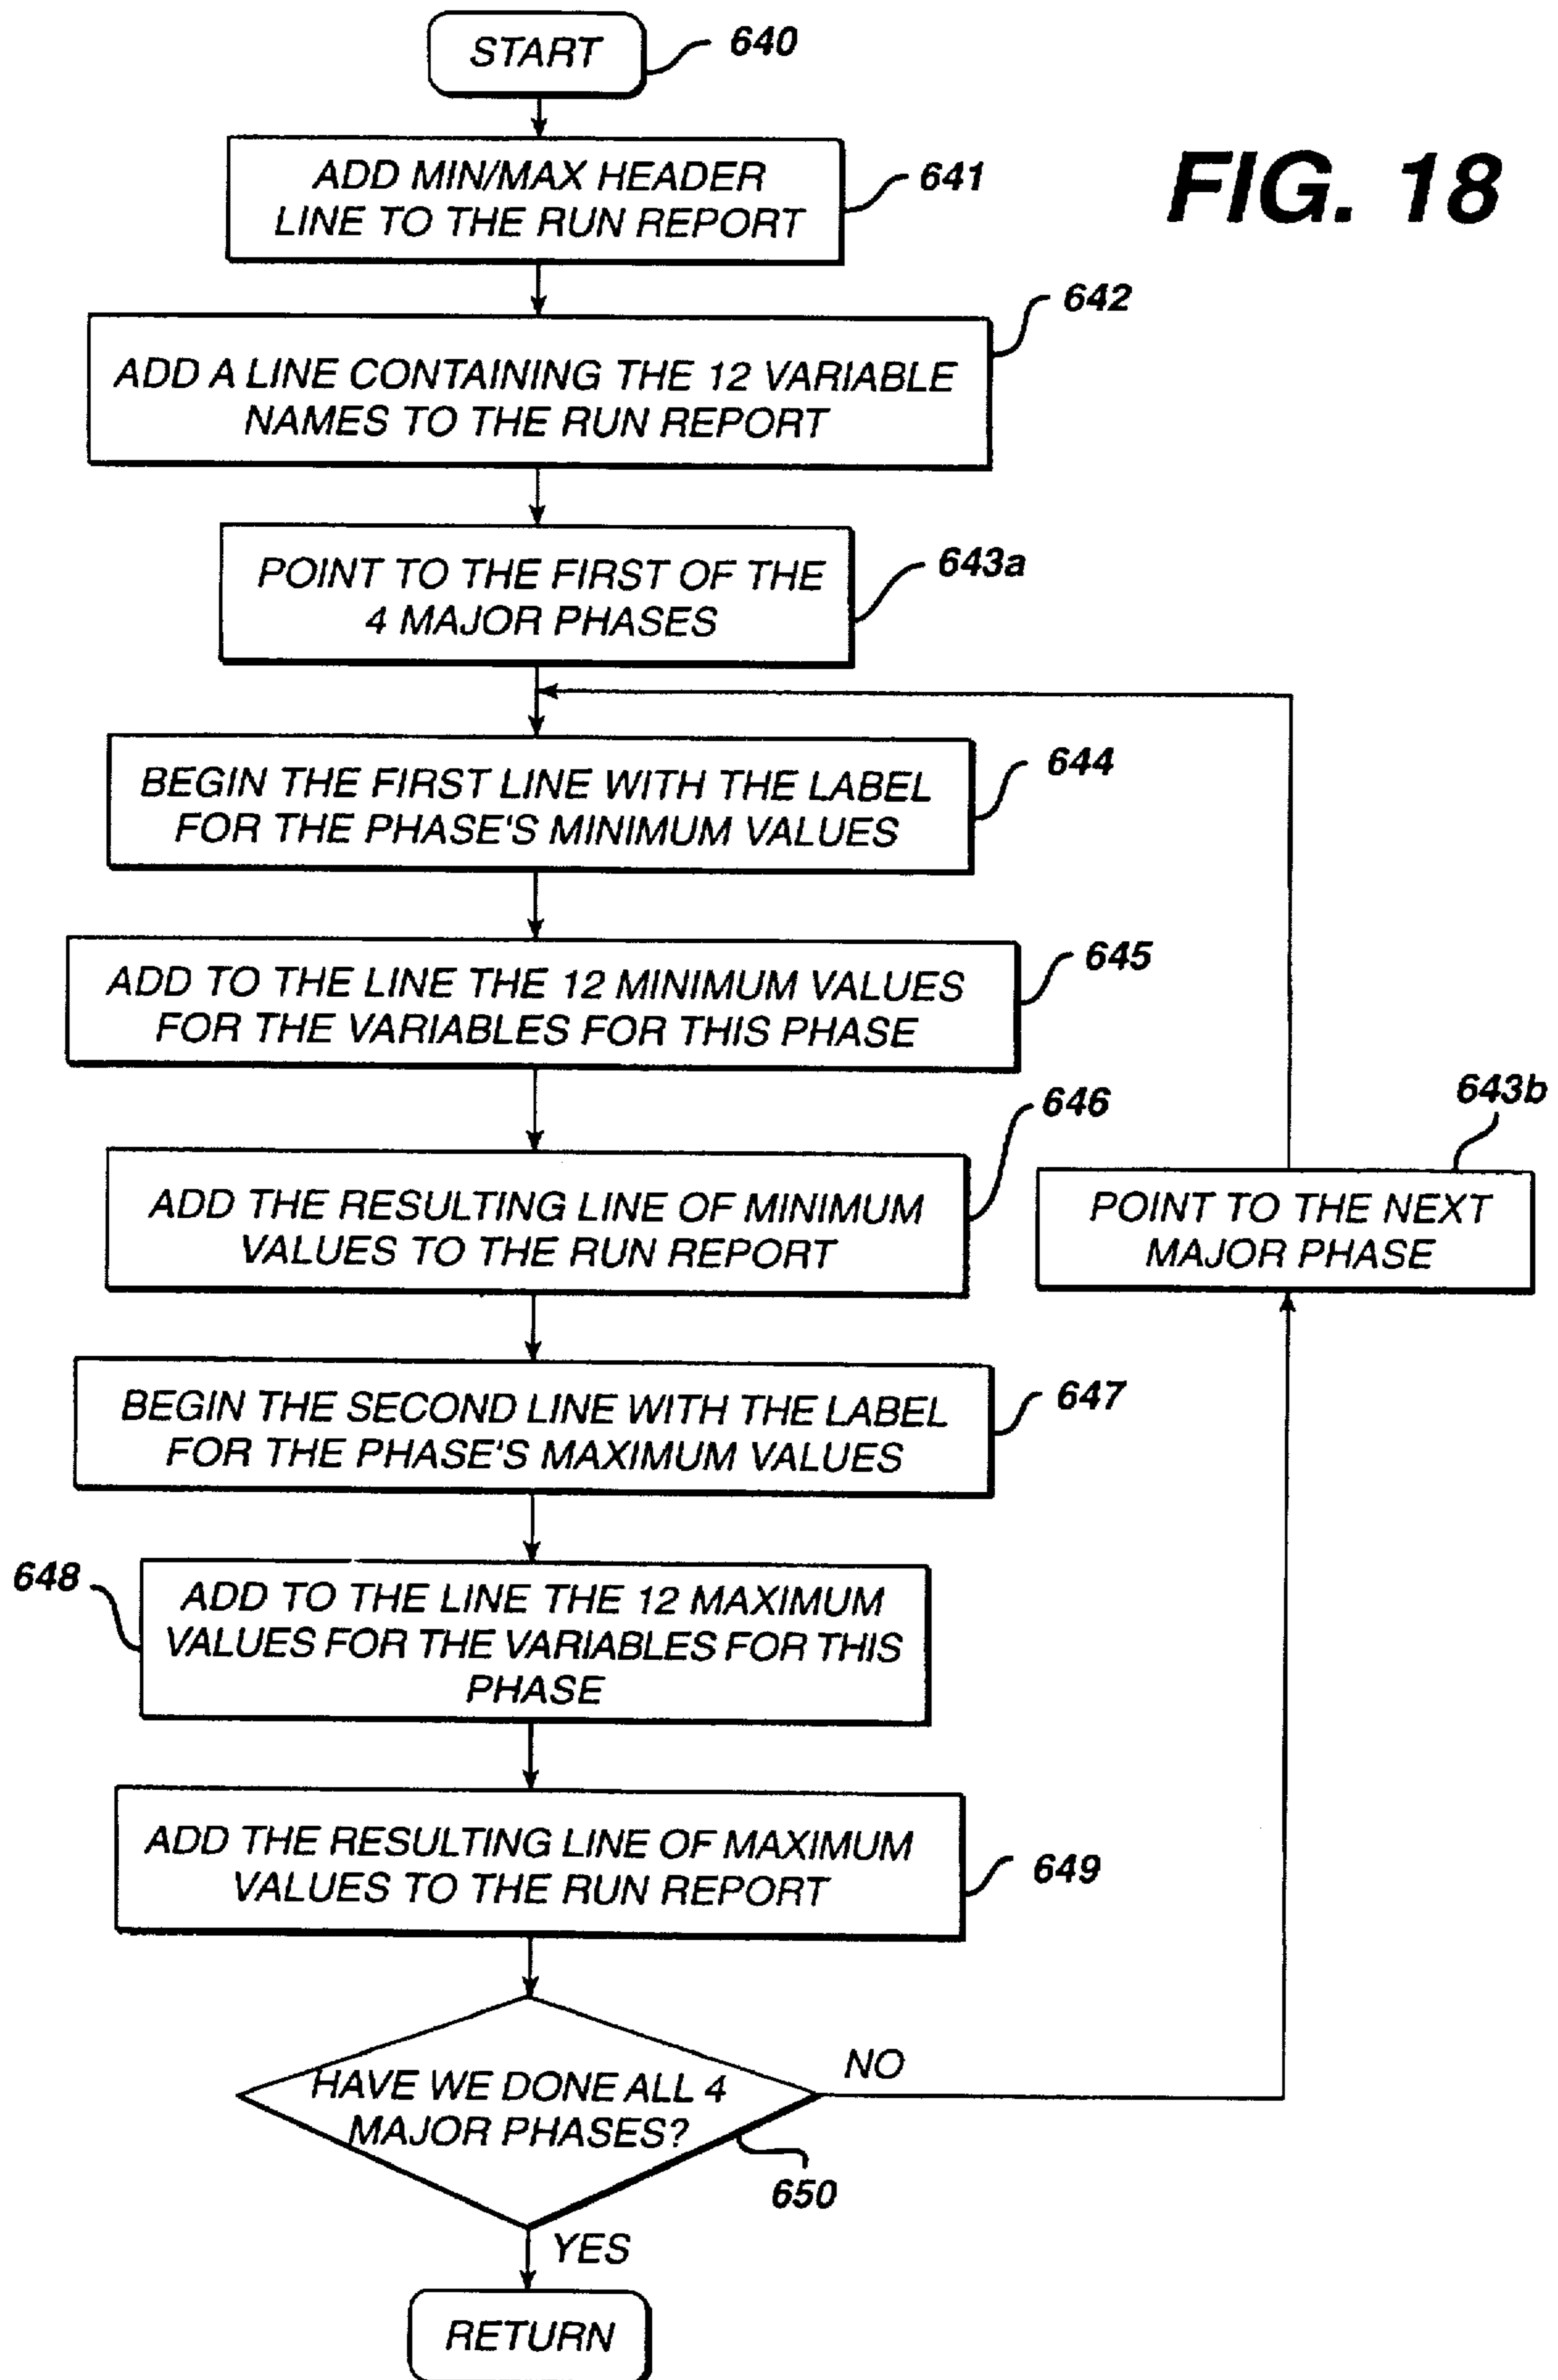 START
640
FIG. 18
ADD MIN/MAX HEADER
LINE TO THE RUN REPORT
641
642
ADD A LINE CONTAINING THE 12 VARIABLE
NAMES TO THE RUN REPORT
POINT TO THE FIRST OF THE
4 MAJOR PHASES
643a
BEGIN THE FIRST LINE WITH THE LABEL
FOR THE PHASE'S MINIMUM VALUES
644
ADD TO THE LINE THE 12 MINIMUM VALUES
FOR THE VARIABLES FOR THIS PHASE
645
646
643b
ADD THE RESULTING LINE OF MINIMUM
VALUES TO THE RUN REPORT
POINT TO THE NEXT
MAJOR PHASE
BEGIN THE SECOND LINE WITH THE LABEL
FOR THE PHASE'S MAXIMUM VALUES
647
648
ADD TO THE LINE THE 12 MAXIMUM
VALUES FOR THE VARIABLES FOR THIS
PHASE
ADD THE RESULTING LINE OF MAXIMUM
VALUES TO THE RUN REPORT
649
HAVE WE DONE ALL 4
MAJOR PHASES?
NO
650
YES
RETURN